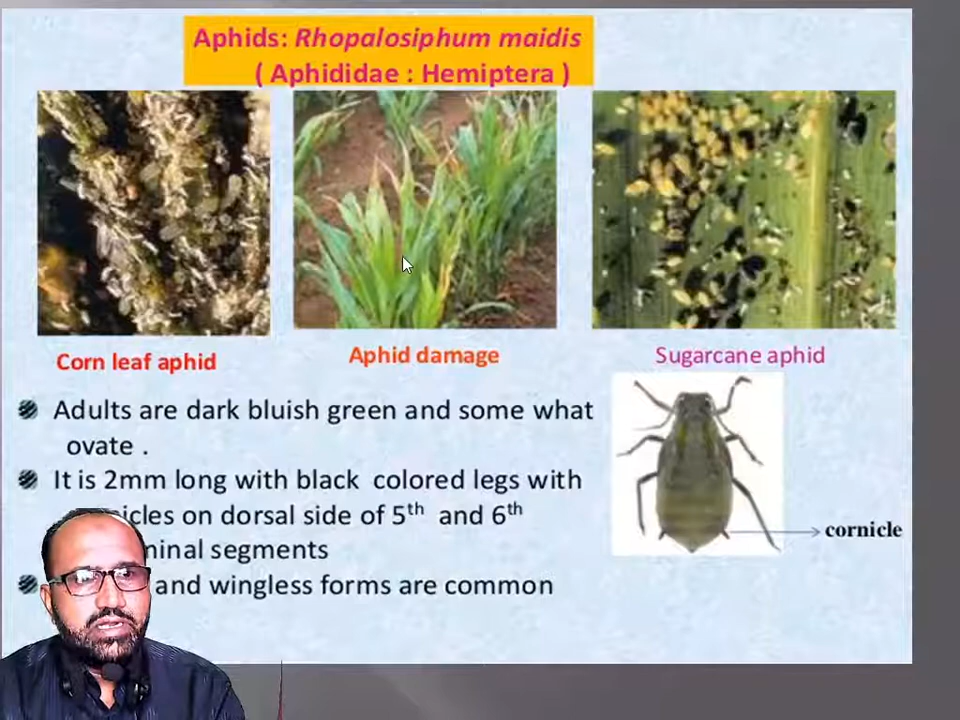 Aphids: Rhopalosiphum maidis
( Aphididae : Hemiptera )
Corn leaf aphid
Aphid damage
Sugarcane aphid
Adults are dark bluish green and some what
ovate .
It is 2mm long with black colored legs with
icles on dorsal side of 5th and 6th
minal segments
and wingless forms are common
cornicle